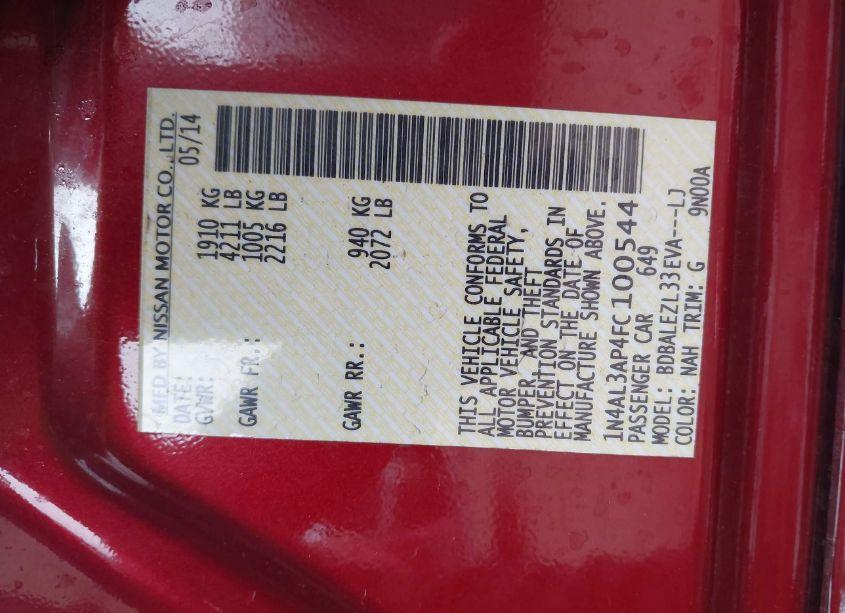 MFD BY NISSAN MOTOR CO., LTD.
DATE: 05/14
GVWR: 1910 KG
4211 LB
GAWR FR.: 1005 KG
2216 LB
GAWR RR.: 940 KG
2072 LB
THIS VEHICLE CONFORMS TO
ALL APPLICABLE FEDERAL
MOTOR VEHICLE SAFETY,
BUMPER, AND THEFT
PREVENTION STANDARDS IN
EFFECT ON THE DATE OF
MANUFACTURE SHOWN ABOVE.
1N4AL3AP4FC100544
PASSENGER CAR 649
MODEL: BDBALEZL33EVA---LJ
COLOR: NAH TRIM: G 9N00A